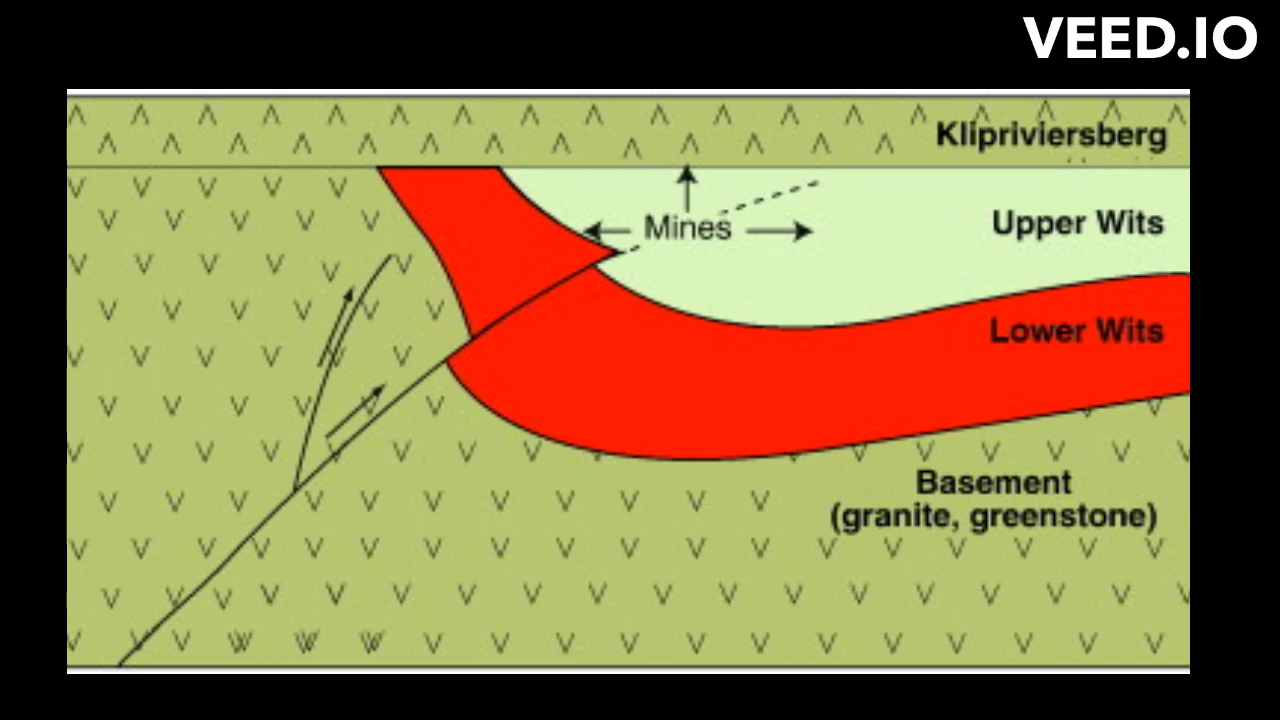 VEED.IO
Klipriviersberg
Upper Wits
Mines
Lower Wits
Basement
(granite, greenstone)